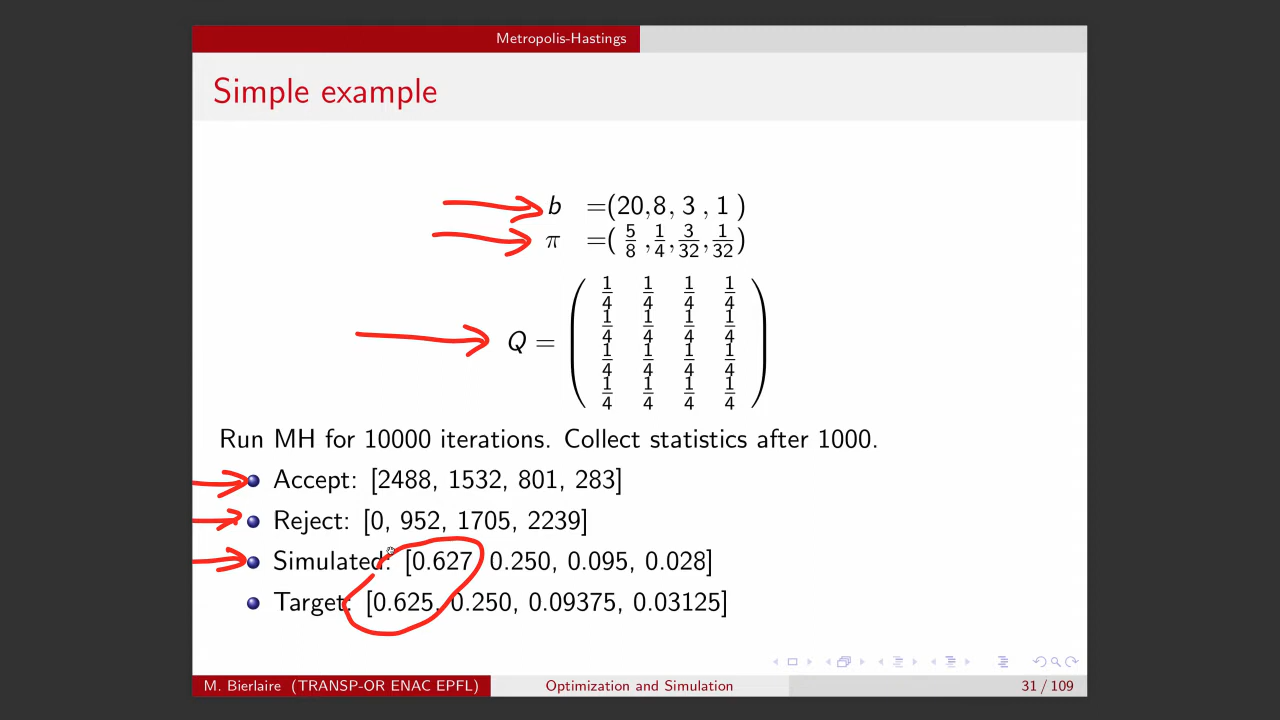 Metropolis-Hastings
Simple example
b =(20,8, 3 , 1 )
π =( 5/8 ,1/4,3/32,1/32)
Q = ( 1/4 1/4 1/4 1/4
1/4 1/4 1/4 1/4
1/4 1/4 1/4 1/4
1/4 1/4 1/4 1/4 )
Run MH for 10000 iterations. Collect statistics after 1000.
Accept: [2488, 1532, 801, 283]
Reject: [0, 952, 1705, 2239]
Simulated: [0.627, 0.250, 0.095, 0.028]
Target: [0.625, 0.250, 0.09375, 0.03125]
M. Bierlaire (TRANSP-OR ENAC EPFL) Optimization and Simulation 31 / 109